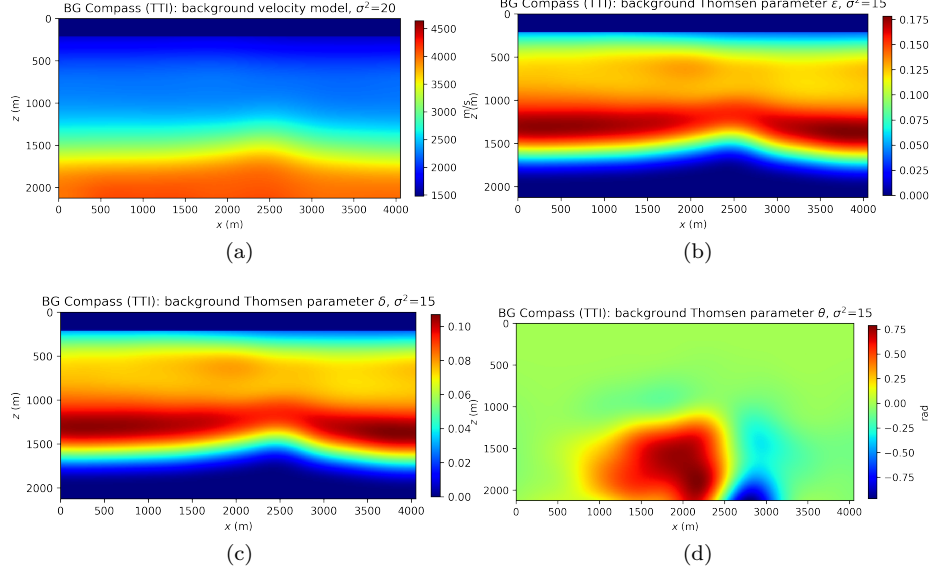 BG Compass (TTI): background velocity model, σ²=20
0
500
1000
1500
2000
z (m)
0 500 1000 1500 2000 2500 3000 3500 4000
x (m)
4500
4000
3500
3000
2500
2000
1500
m/s
(a)
BG Compass (TTI): background Thomsen parameter ε, σ²=15
0
500
1000
1500
2000
z (m)
0 500 1000 1500 2000 2500 3000 3500 4000
x (m)
0.175
0.150
0.125
0.100
0.075
0.050
0.025
0.000
(b)
BG Compass (TTI): background Thomsen parameter δ, σ²=15
0
500
1000
1500
2000
z (m)
0 500 1000 1500 2000 2500 3000 3500 4000
x (m)
0.10
0.08
0.06
0.04
0.02
0.00
(c)
BG Compass (TTI): background Thomsen parameter θ, σ²=15
0
500
1000
1500
2000
z (m)
0 500 1000 1500 2000 2500 3000 3500 4000
x (m)
0.75
0.50
0.25
0.00
−0.25
−0.50
−0.75
rad
(d)